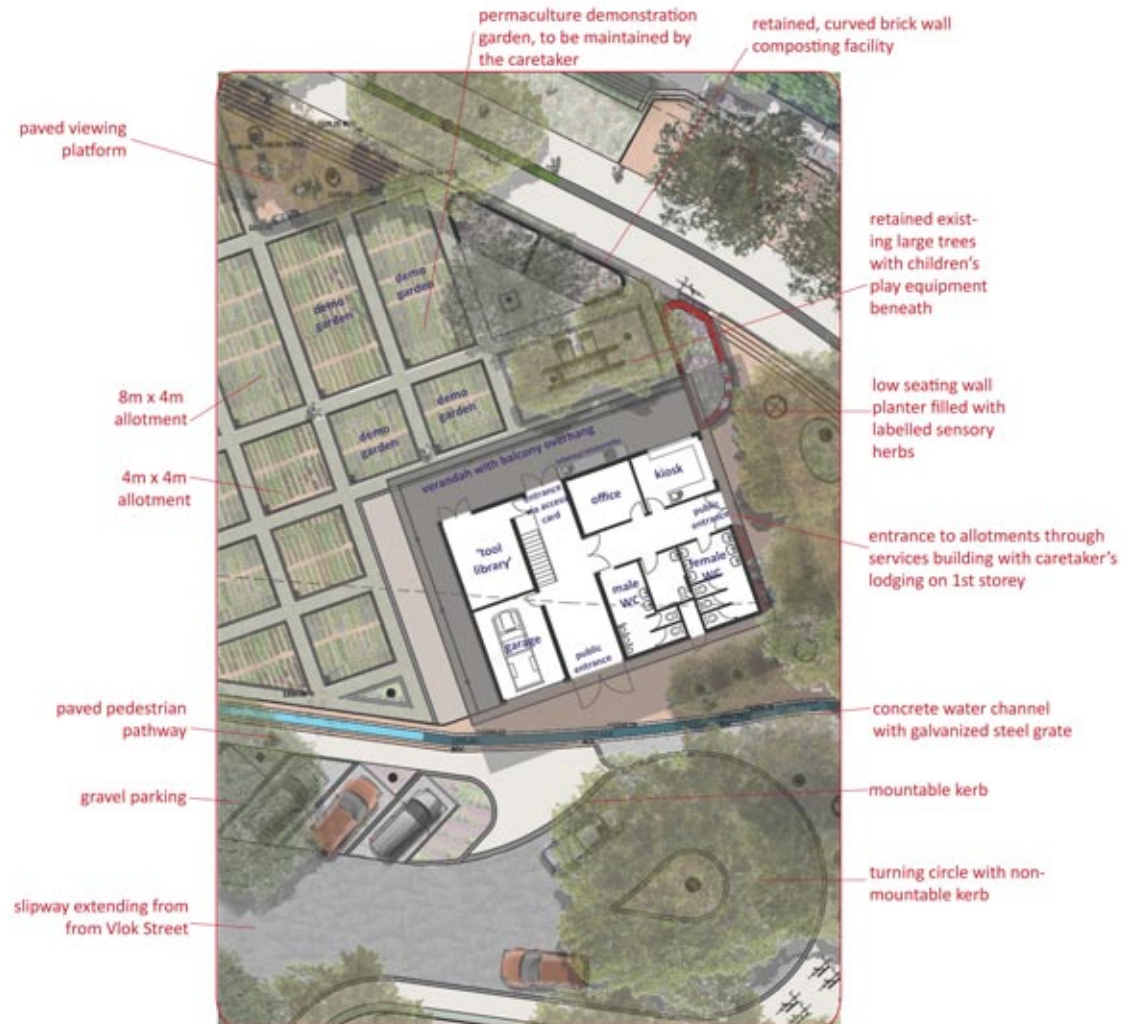 permaculture demonstration
garden, to be maintained by
the caretaker
retained, curved brick wall
composting facility
paved viewing
platform
retained exist-
ing large trees
with children's
play equipment
beneath
8m x 4m
allotment
4m x 4m
allotment
low seating wall
planter filled with
labelled sensory
herbs
entrance to allotments through
services building with caretaker's
lodging on 1st storey
paved pedestrian
pathway
concrete water channel
with galvanized steel grate
gravel parking
mountable kerb
turning circle with non-
mountable kerb
slipway extending from
from Vlok Street
demo
garden
demo
garden
demo
garden
demo
garden
verandah with balcony overhang
entrance
via access
card
office
kiosk
public
entrance
'tool
library'
male
WC
female
WC
garage
public
entrance